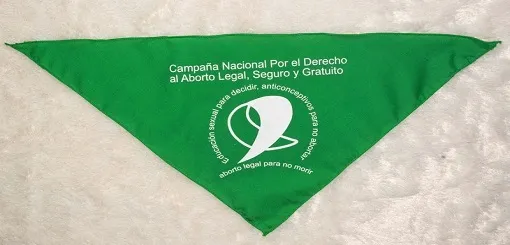 Campaña Nacional Por el Derecho
al Aborto Legal, Seguro y Gratuito
Educación sexual para decidir, anticonceptivos para no abortar
aborto legal para no morir